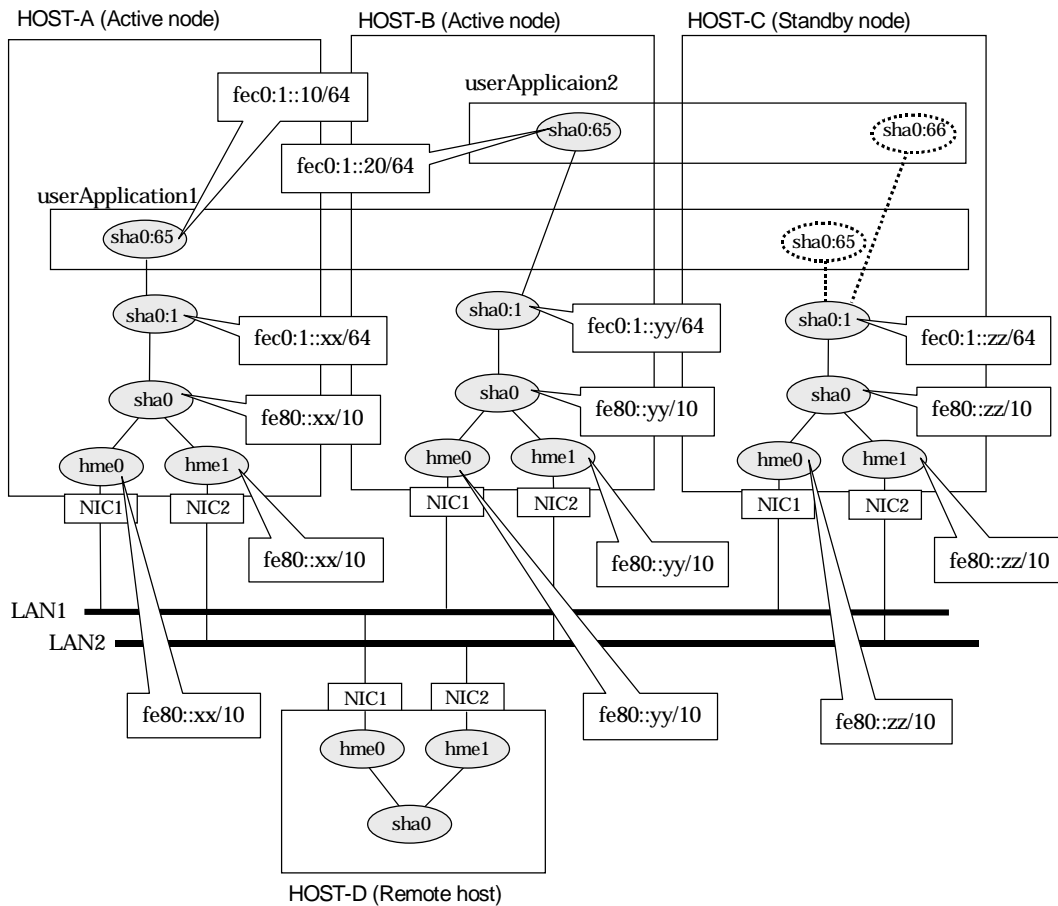 HOST-A (Active node)
HOST-B (Active node)
HOST-C (Standby node)
fec0:1::10/64
userApplicaion2
sha0:65
sha0:66
fec0:1::20/64
userApplication1
sha0:65
sha0:65
sha0:1
sha0:1
sha0:1
fec0:1::xx/64
fec0:1::yy/64
fec0:1::zz/64
sha0
sha0
sha0
fe80::xx/10
fe80::yy/10
fe80::zz/10
hme0
hme1
hme0
hme1
hme0
hme1
NIC1
NIC2
NIC1
NIC2
NIC1
NIC2
fe80::xx/10
fe80::yy/10
fe80::zz/10
LAN1
LAN2
NIC1
NIC2
fe80::xx/10
fe80::yy/10
fe80::zz/10
hme0
hme1
sha0
HOST-D (Remote host)